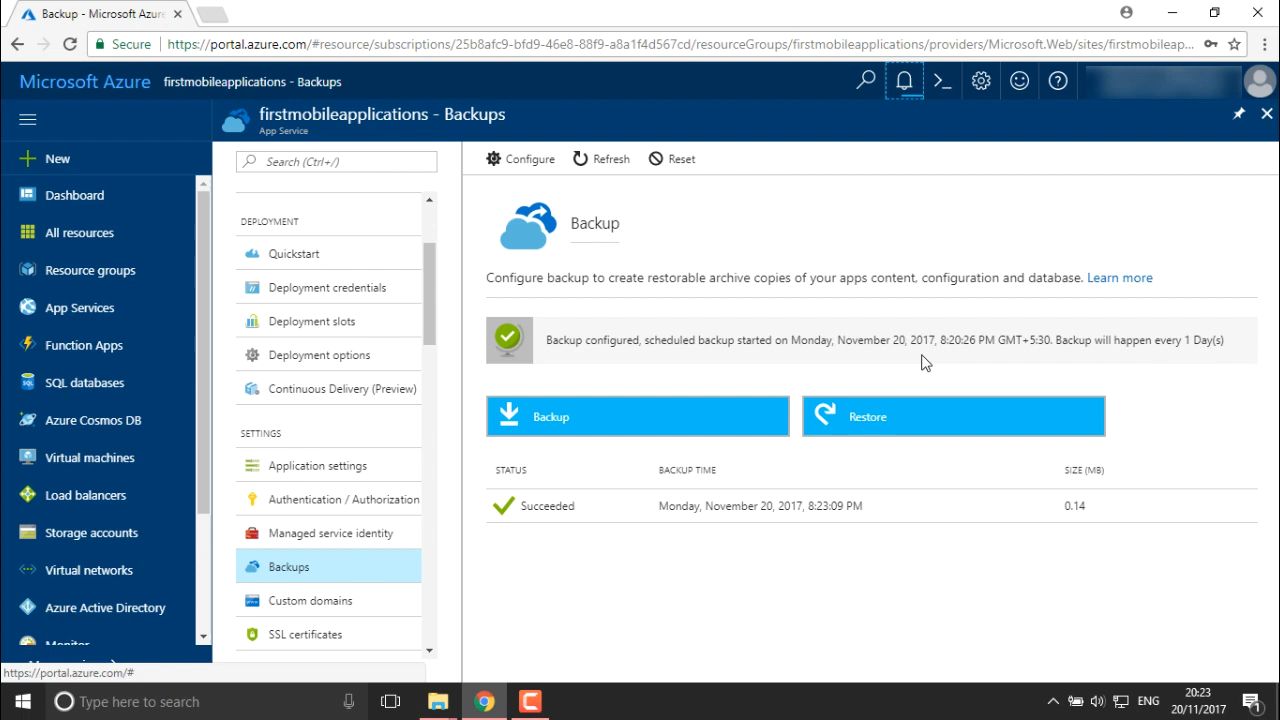 Backup - Microsoft Azur
Secure
https://portal.azure.com/#resource/subscriptions/25b8afc9-bfd9-46e8-88f9-a8a1f4d567cd/resourceGroups/firstmobileapplications/providers/Microsoft.Web/sites/firstmobileap...
Microsoft Azure firstmobileapplications - Backups
firstmobileapplications - Backups
App Service
New
Dashboard
All resources
Resource groups
App Services
Function Apps
SQL databases
Azure Cosmos DB
Virtual machines
Load balancers
Storage accounts
Virtual networks
Azure Active Directory
Monitor
https://portal.azure.com/#
Search (Ctrl+/)
DEPLOYMENT
Quickstart
Deployment credentials
Deployment slots
Deployment options
Continuous Delivery (Preview)
SETTINGS
Application settings
Authentication / Authorization
Managed service identity
Backups
Custom domains
SSL certificates
Configure Refresh Reset
Backup
Configure backup to create restorable archive copies of your apps content, configuration and database. Learn more
Backup configured, scheduled backup started on Monday, November 20, 2017, 8:20:26 PM GMT+5:30. Backup will happen every 1 Day(s)
Backup Restore
STATUS BACKUP TIME SIZE (MB)
Succeeded Monday, November 20, 2017, 8:23:09 PM 0.14
Type here to search
ENG
20:23
20/11/2017
1